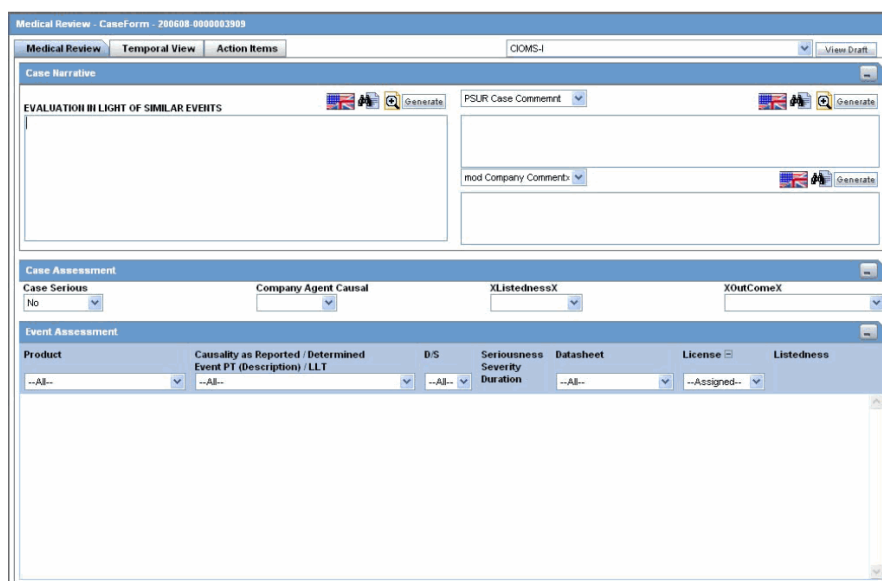 Medical Review - CaseForm - 200608-0000003909
Medical Review Temporal View Action Items CIOMS-I View Draft
Case Narrative
EVALUATION IN LIGHT OF SIMILAR EVENTS Generate PSUR Case Commemnt Generate
mod Company Comment Generate
Case Assessment
Case Serious Company Agent Causal XListednessX XOutComeX
No
Event Assessment
Product Causality as Reported / Determined D/S Seriousness Datasheet License Listedness
Event PT (Description) / LLT Severity
--All-- --All-- --All-- Duration --All-- --Assigned--